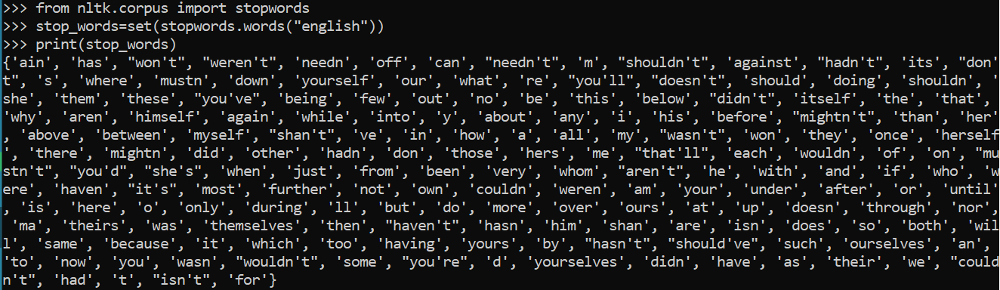 >>> from nltk.corpus import stopwords
>>> stop_words=set(stopwords.words("english"))
>>> print(stop_words)
{'ain', 'has', "won't", "weren't", 'needn', 'off', 'can', "needn't", 'm', "shouldn't", 'against', "hadn't", 'its', "don'
t", 's', 'where', 'mustn', 'down', 'yourself', 'our', 'what', 're', "you'll", "doesn't", 'should', 'doing', 'shouldn', '
she', 'them', 'these', "you've", 'being', 'few', 'out', 'no', 'be', 'this', 'below', "didn't", 'itself', 'the', 'that',
'why', 'aren', 'himself', 'again', 'while', 'into', 'y', 'about', 'any', 'i', 'his', 'before', "mightn't", 'than', 'her'
, 'above', 'between', 'myself', "shan't", 've', 'in', 'how', 'a', 'all', 'my', "wasn't", 'won', 'they', 'once', 'herself
', 'there', 'mightn', 'did', 'other', 'hadn', 'don', 'those', 'hers', 'me', "that'll", 'each', 'wouldn', 'of', 'on', "mu
stn't", "you'd", "she's", 'when', 'just', 'from', 'been', 'very', 'whom', "aren't", 'he', 'with', 'and', 'if', 'who', 'w
ere', 'haven', "it's", 'most', 'further', 'not', 'own', 'couldn', 'weren', 'am', 'your', 'under', 'after', 'or', 'until'
, 'is', 'here', 'o', 'only', 'during', 'll', 'but', 'do', 'more', 'over', 'ours', 'at', 'up', 'doesn', 'through', 'nor',
'ma', 'theirs', 'was', 'themselves', 'then', "haven't", 'hasn', 'him', 'shan', 'are', 'isn', 'does', 'so', 'both', 'wil
l', 'same', 'because', 'it', 'which', 'too', 'having', 'yours', 'by', "hasn't", "should've", 'such', 'ourselves', 'an',
'to', 'now', 'you', 'wasn', "wouldn't", 'some', "you're", 'd', 'yourselves', 'didn', 'have', 'as', 'their', 'we', "could
n't", 'had', 't', "isn't", 'for'}